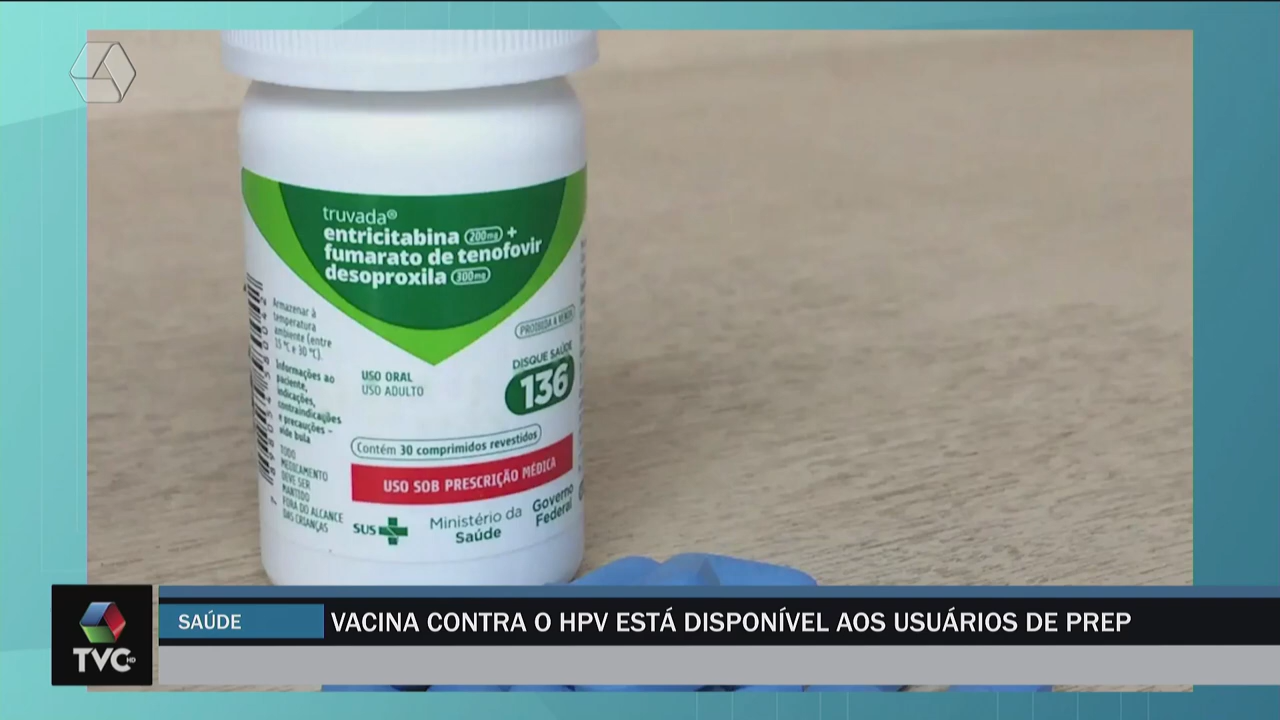 truvada®
entricitabina 200mg +
fumarato de tenofovir
desoproxila 300mg
Armazenar à
temperatura
ambiente (entre
15 °C e 30 °C).
Informações ao
paciente,
indicações,
contraindicações
e precauções –
vide bula
TODO
MEDICAMENTO
DEVE SER
MANTIDO
FORA DO ALCANCE
DAS CRIANÇAS
PROIBIDA A VENDA
DISQUE SAÚDE
136
USO ORAL
USO ADULTO
Contém 30 comprimidos revestidos
USO SOB PRESCRIÇÃO MÉDICA
SUS
Ministério da
Saúde
Governo
Federal
SAÚDE
VACINA CONTRA O HPV ESTÁ DISPONÍVEL AOS USUÁRIOS DE PREP
TVC HD